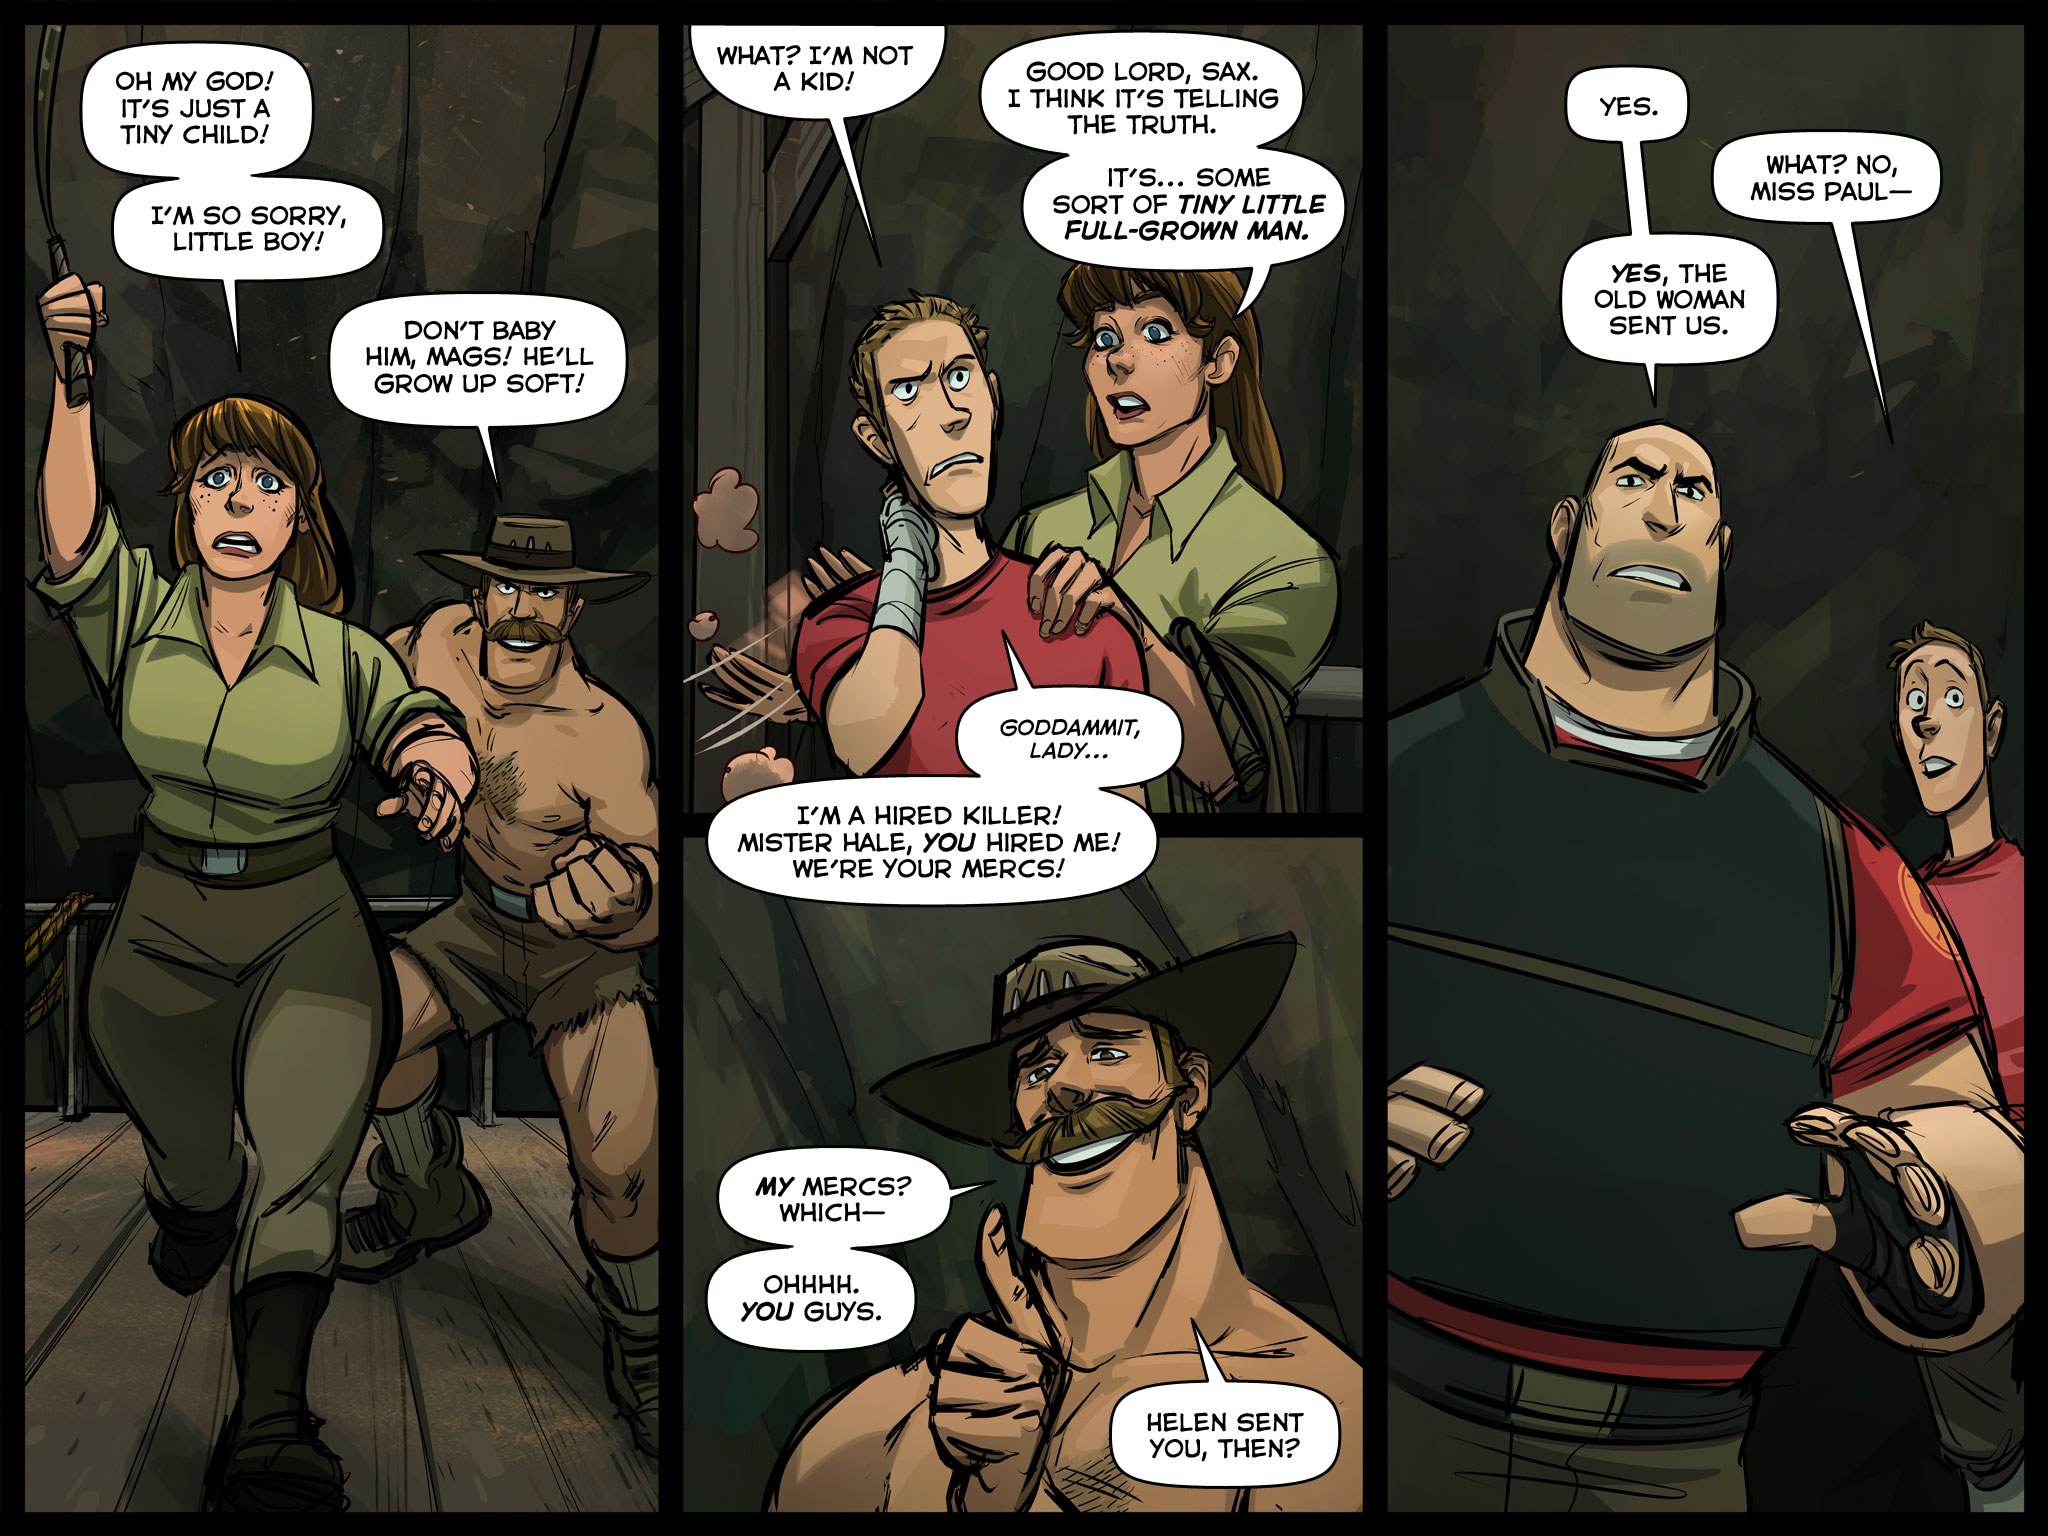 OH MY GOD!
IT'S JUST A
TINY CHILD!
I'M SO SORRY,
LITTLE BOY!
DON'T BABY
HIM, MAGS! HE'LL
GROW UP SOFT!
WHAT? I'M NOT
A KID!
GOOD LORD, SAX.
I THINK IT'S TELLING
THE TRUTH.
IT'S... SOME
SORT OF TINY LITTLE
FULL-GROWN MAN.
GODDAMMIT,
LADY...
I'M A HIRED KILLER!
MISTER HALE, YOU HIRED ME!
WE'RE YOUR MERCS!
MY MERCS?
WHICH—
OHHHH.
YOU GUYS.
HELEN SENT
YOU, THEN?
YES.
YES, THE
OLD WOMAN
SENT US.
WHAT? NO,
MISS PAUL—